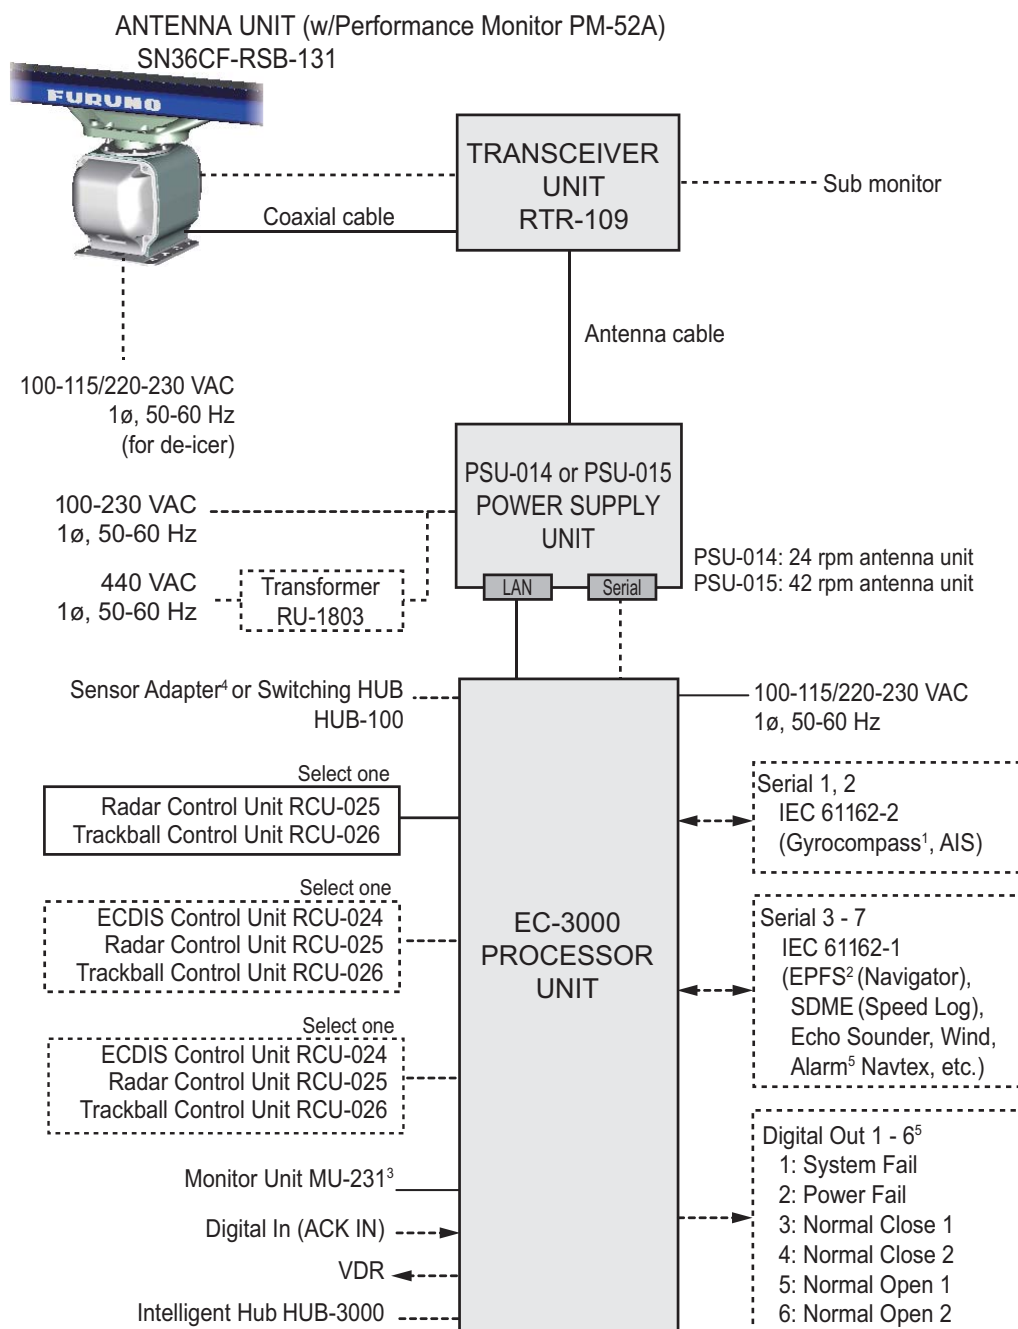 ANTENNA UNIT (w/Performance Monitor PM-52A)
SN36CF-RSB-131
FURUNO
TRANSCEIVER
UNIT
RTR-109
Sub monitor
Coaxial cable
Antenna cable
100-115/220-230 VAC
1ø, 50-60 Hz
(for de-icer)
PSU-014 or PSU-015
POWER SUPPLY
UNIT
100-230 VAC
1ø, 50-60 Hz
440 VAC
1ø, 50-60 Hz
Transformer
RU-1803
PSU-014: 24 rpm antenna unit
PSU-015: 42 rpm antenna unit
LAN
Serial
Sensor Adapter⁴ or Switching HUB
HUB-100
100-115/220-230 VAC
1ø, 50-60 Hz
Select one
Radar Control Unit RCU-025
Trackball Control Unit RCU-026
Serial 1, 2
IEC 61162-2
(Gyrocompass¹, AIS)
Select one
ECDIS Control Unit RCU-024
Radar Control Unit RCU-025
Trackball Control Unit RCU-026
EC-3000
PROCESSOR
UNIT
Serial 3 - 7
IEC 61162-1
(EPFS² (Navigator),
SDME (Speed Log),
Echo Sounder, Wind,
Alarm⁵ Navtex, etc.)
Select one
ECDIS Control Unit RCU-024
Radar Control Unit RCU-025
Trackball Control Unit RCU-026
Monitor Unit MU-231³
Digital In (ACK IN)
VDR
Intelligent Hub HUB-3000
Digital Out 1 - 6⁵
1: System Fail
2: Power Fail
3: Normal Close 1
4: Normal Close 2
5: Normal Open 1
6: Normal Open 2